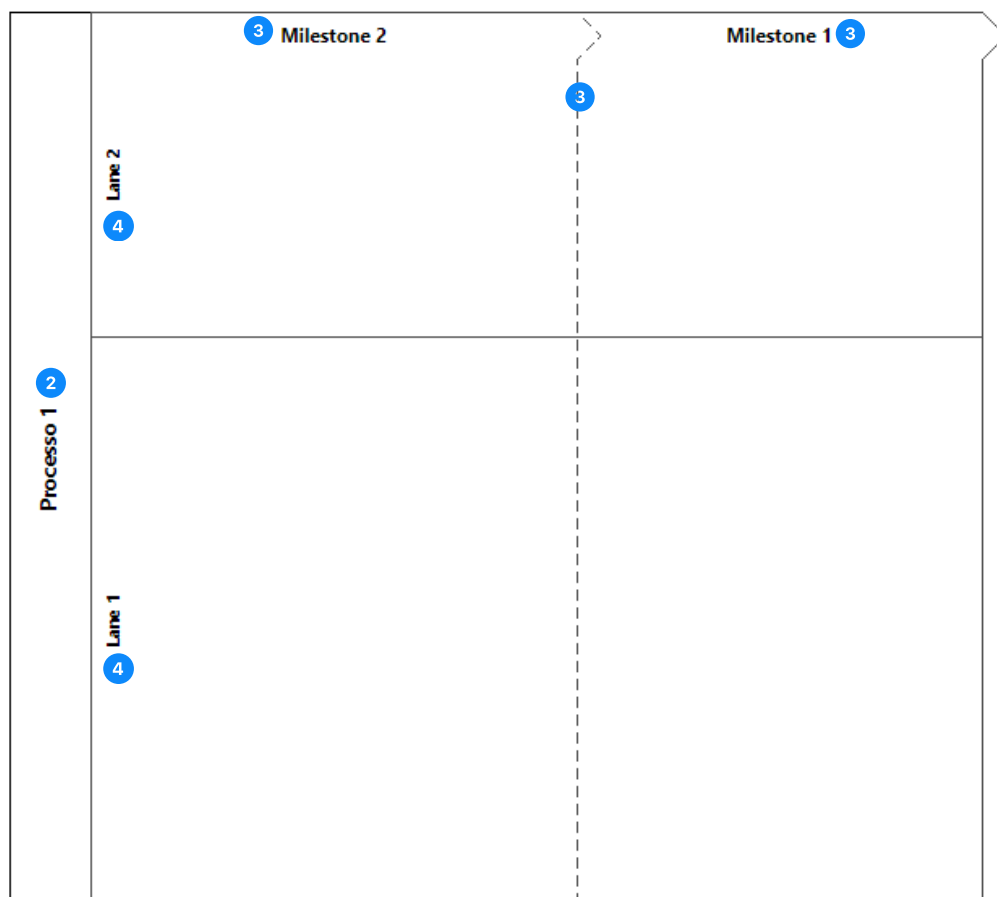 3 Milestone 2
Milestone 1 3
3
Lane 2
4
2
Processo 1
Lane 1
4